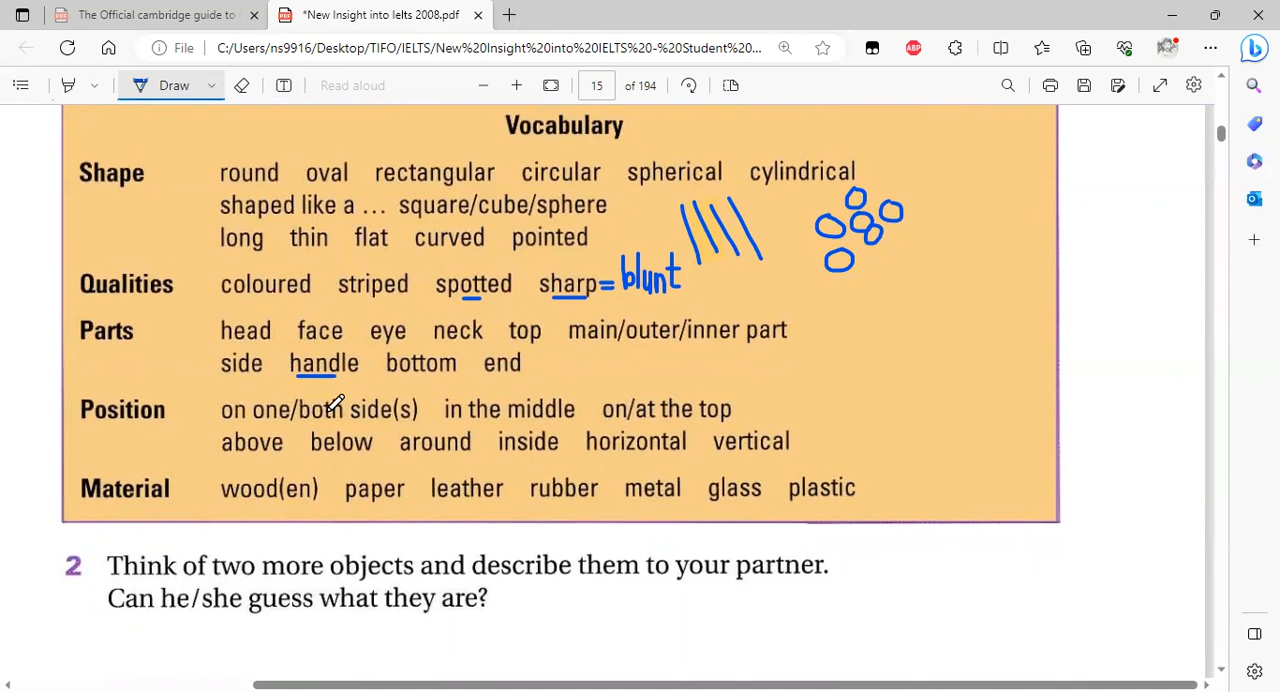 The Official cambridge guide to
*New Insight into Ielts 2008.pdf
File C:/Users/ns9916/Desktop/TIFO/IELTS/New%20Insight%20into%20IELTS%20-%20Student%20...
ABP
Draw
Read aloud
15 of 194
Vocabulary
Shape round oval rectangular circular spherical cylindrical
shaped like a ... square/cube/sphere
long thin flat curved pointed
Qualities coloured striped spotted sharp = blunt
Parts head face eye neck top main/outer/inner part
side handle bottom end
Position on one/both side(s) in the middle on/at the top
above below around inside horizontal vertical
Material wood(en) paper leather rubber metal glass plastic
2 Think of two more objects and describe them to your partner.
Can he/she guess what they are?